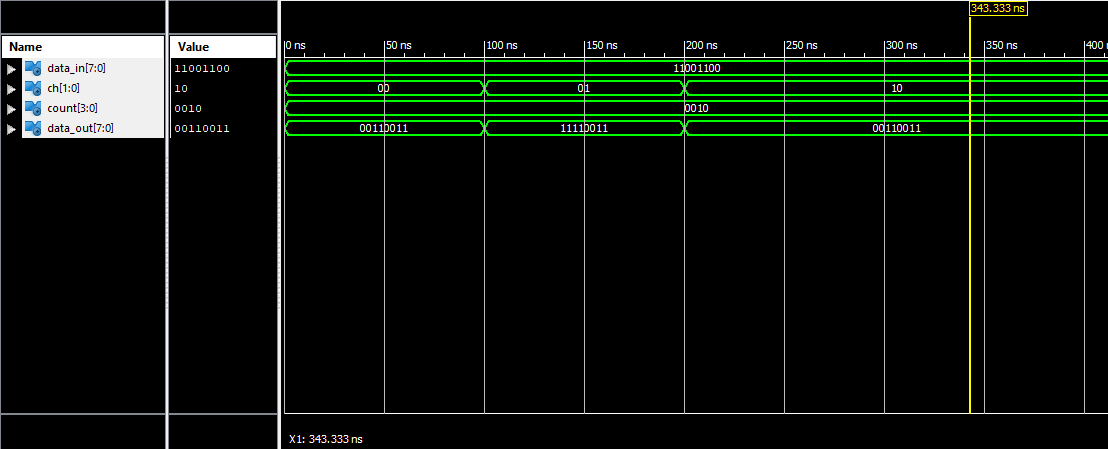 343.333 ns
Name Value
0 ns 50 ns 100 ns 150 ns 200 ns 250 ns 300 ns 350 ns 400
data_in[7:0] 11001100 11001100
ch[1:0] 10 00 01 10
count[3:0] 0010 0010
data_out[7:0] 00110011 00110011 11110011 00110011
X1: 343.333 ns